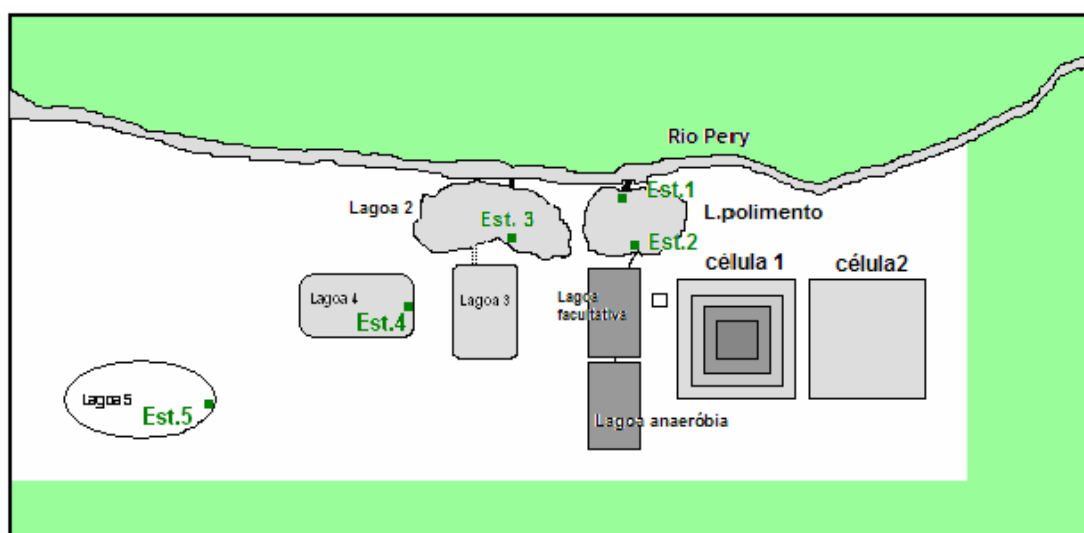 Rio Pery
Est.1
Lagoa 2
L.polimento
Est. 3
Est.2
célula 1
célula2
Lagoa 4
Lagoa 3
Lagoa
facultativa
Est.4
Lagoa 5
Est.5
Lagoa anaeróbia